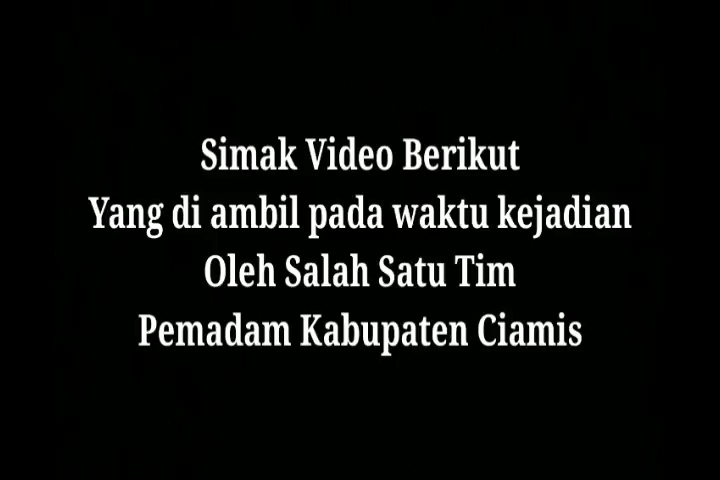 Simak Video Berikut
Yang di ambil pada waktu kejadian
Oleh Salah Satu Tim
Pemadam Kabupaten Ciamis